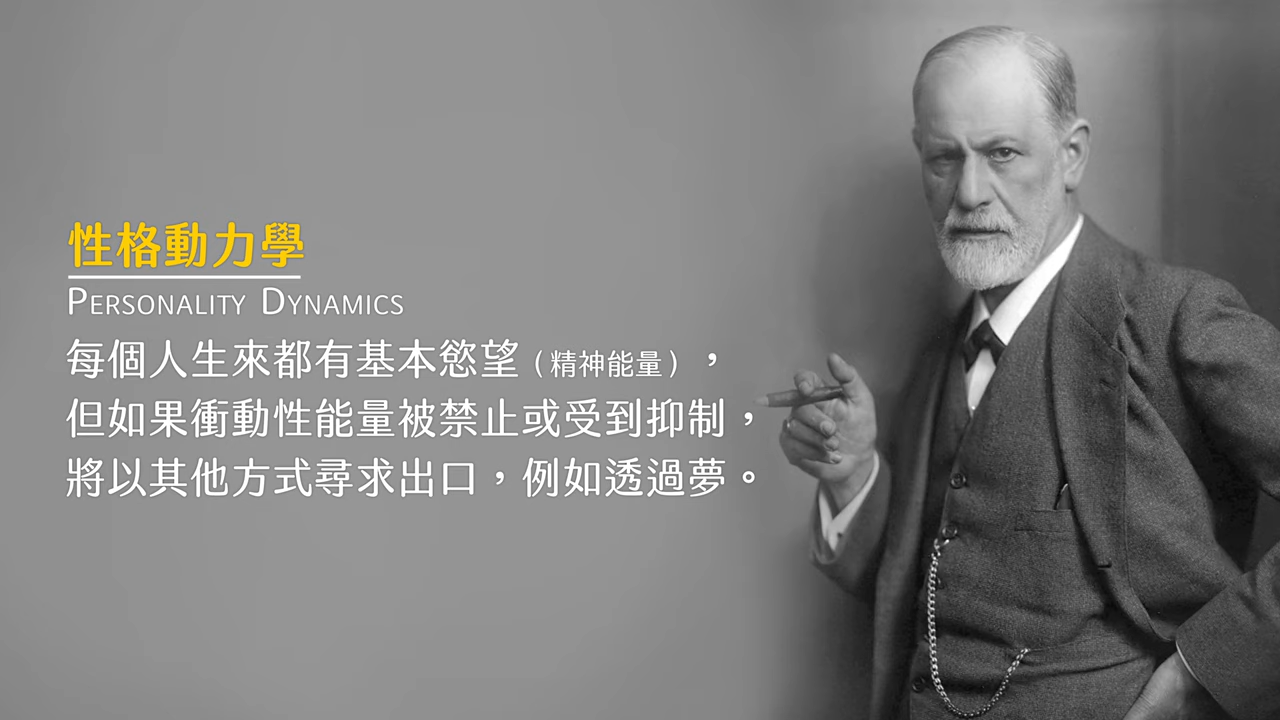 性格動力學
Personality Dynamics
每個人生來都有基本慾望（精神能量），
但如果衝動性能量被禁止或受到抑制，
將以其他方式尋求出口，例如透過夢。